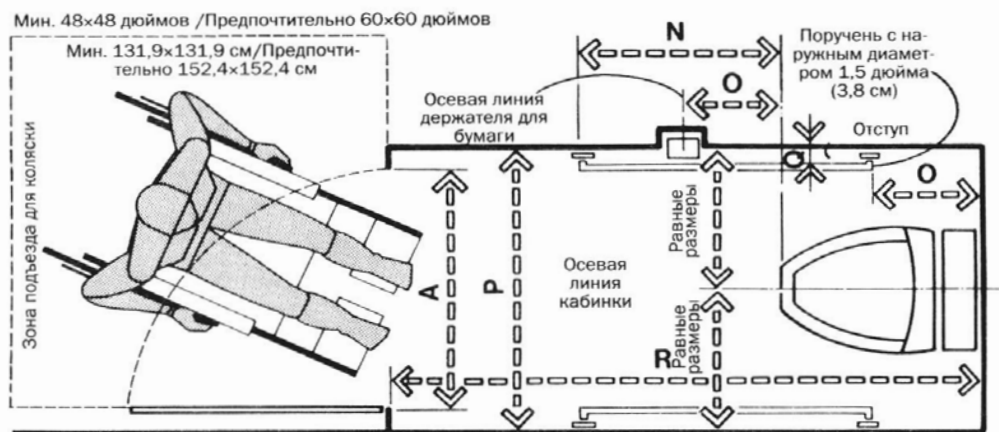 Мин. 48×48 дюймов /Предпочтительно 60×60 дюймов
Мин. 131,9×131,9 см/Предпочти-
тельно 152,4×152,4 см
Зона подъезда для коляски
Осевая линия
держателя для
бумаги
N
O
Поручень с на-
ружным диамет-
ром 1,5 дюйма
(3,8 см)
Отступ
Q
O
A
P
Осевая
линия
кабинки
Равные
размеры
Равные
размеры
R